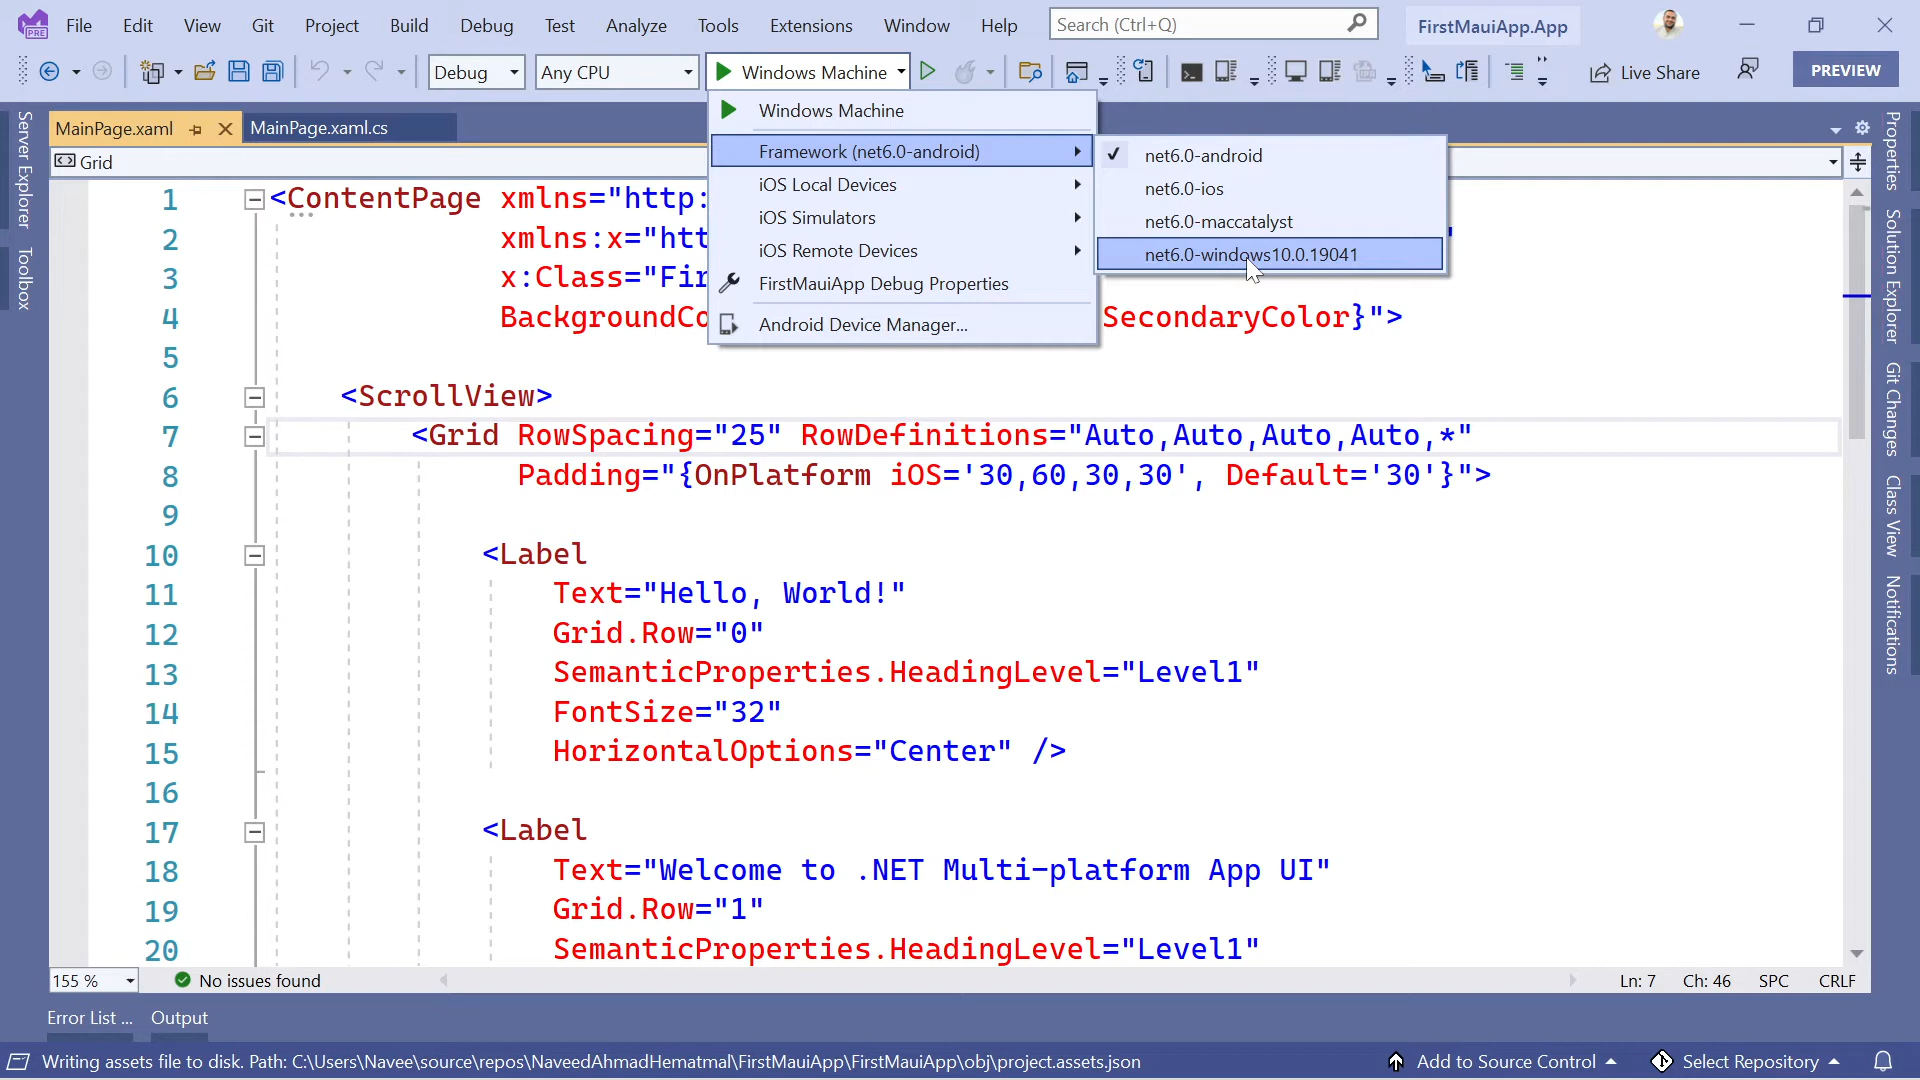 File Edit View Git Project Build Debug Test Analyze Tools Extensions Window Help Search (Ctrl+Q) FirstMauiApp.App
PRE
Debug Any CPU Windows Machine Live Share PREVIEW
Windows Machine
Framework (net6.0-android)
iOS Local Devices
iOS Simulators
iOS Remote Devices
FirstMauiApp Debug Properties
Android Device Manager...
net6.0-android
net6.0-ios
net6.0-maccatalyst
net6.0-windows10.0.19041
MainPage.xaml MainPage.xaml.cs
Grid
Server Explorer
Toolbox
1 <ContentPage xmlns="http:
2 xmlns:x="htt "
3 x:Class="Fir
4 BackgroundCo SecondaryColor}">
5
6 <ScrollView>
7 <Grid RowSpacing="25" RowDefinitions="Auto,Auto,Auto,Auto,*"
8 Padding="{OnPlatform iOS='30,60,30,30', Default='30'}">
9
10 <Label
11 Text="Hello, World!"
12 Grid.Row="0"
13 SemanticProperties.HeadingLevel="Level1"
14 FontSize="32"
15 HorizontalOptions="Center" />
16
17 <Label
18 Text="Welcome to .NET Multi-platform App UI"
19 Grid.Row="1"
20 SemanticProperties.HeadingLevel="Level1"
Properties
Solution Explorer
Git Changes
Class View
Notifications
155 % No issues found Ln: 7 Ch: 46 SPC CRLF
Error List ... Output
Writing assets file to disk. Path: C:\Users\Navee\source\repos\NaveedAhmadHematmal\FirstMauiApp\FirstMauiApp\obj\project.assets.json Add to Source Control Select Repository